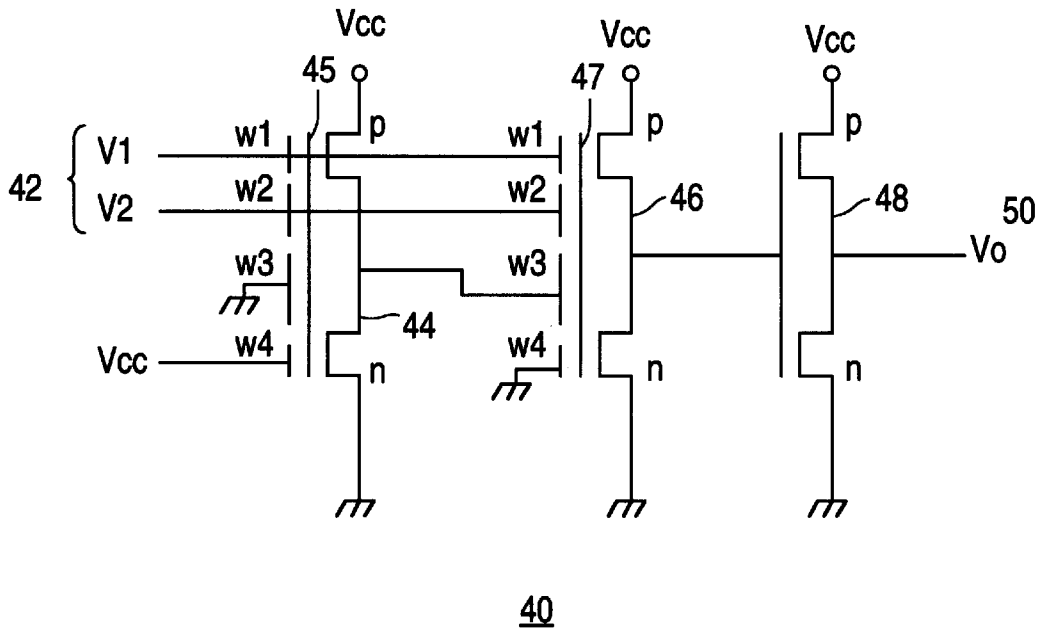 Vcc Vcc Vcc
45 47
p p p
V1 w1 w1
42
V2 w2 w2
46 48 50
w3 w3 Vo
44
Vcc w4 w4
n n n
40